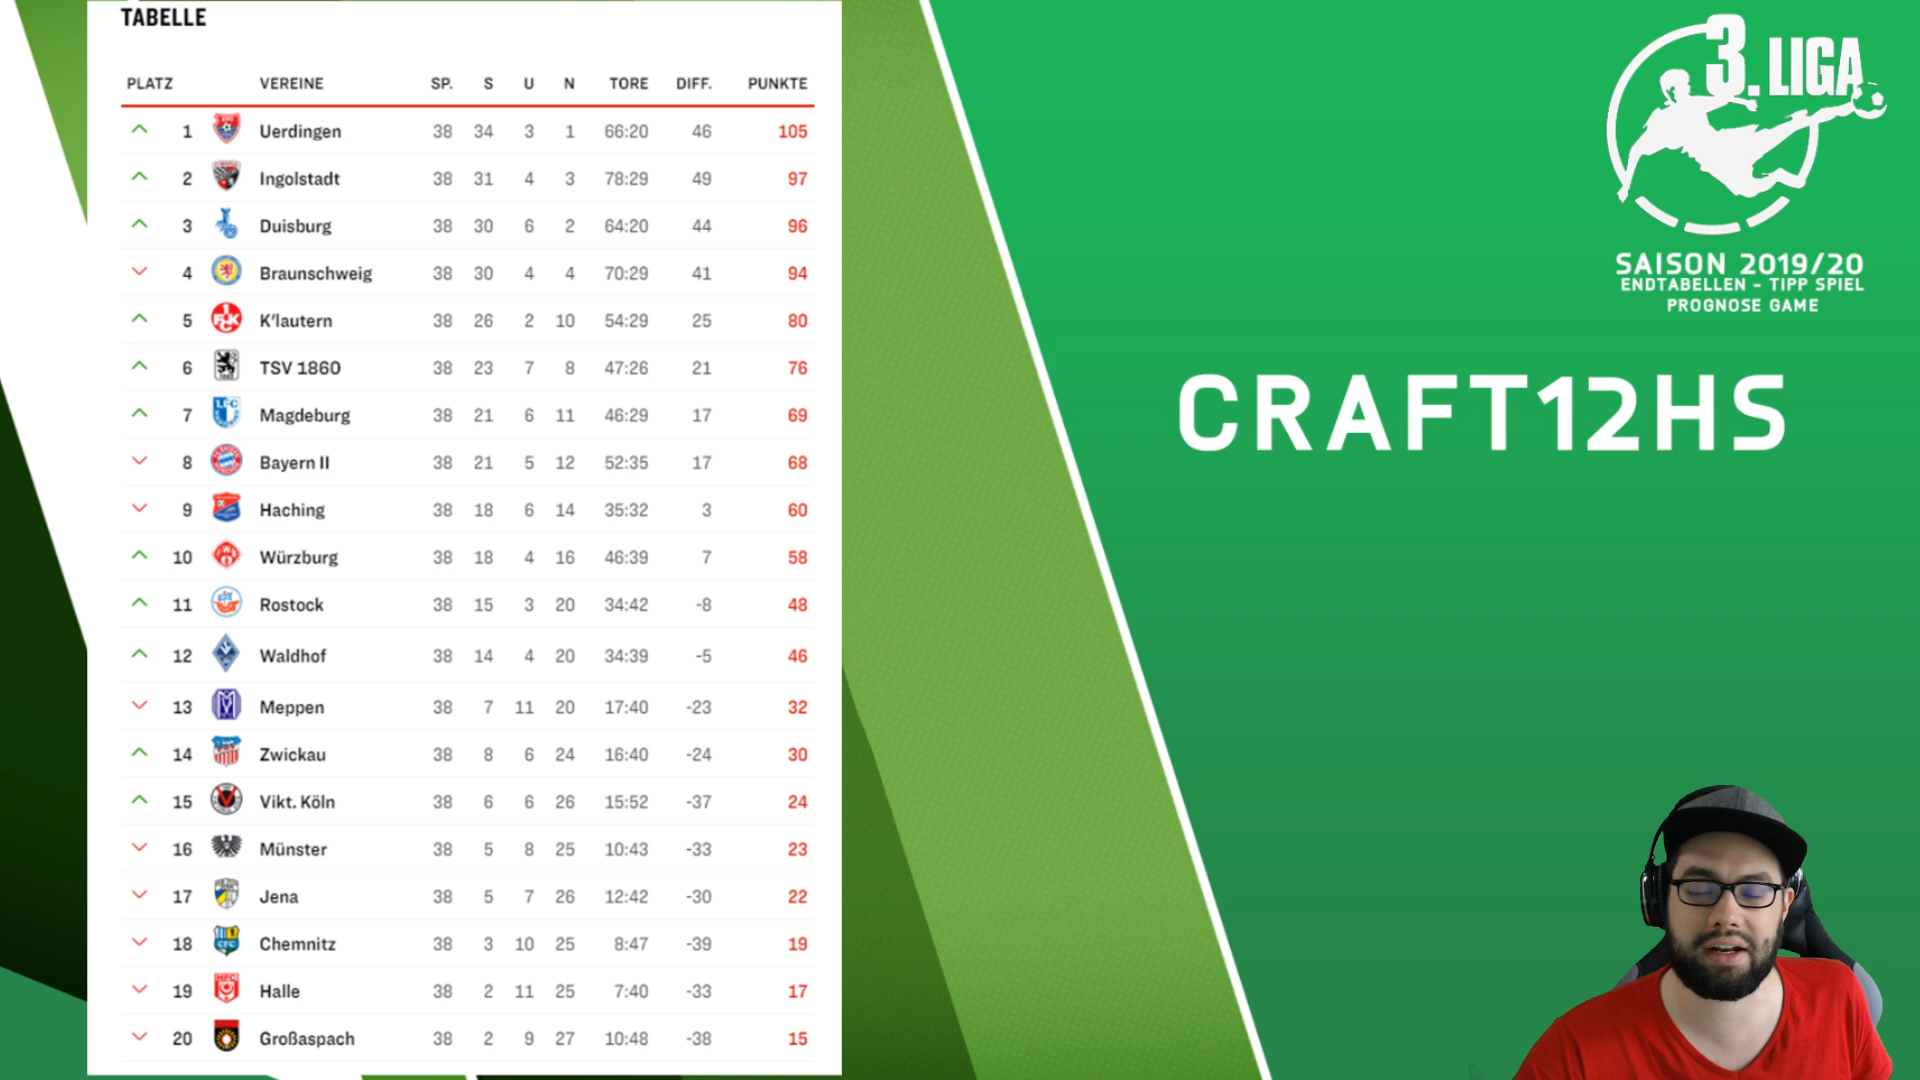 TABELLE
PLATZ VEREINE SP. S U N TORE DIFF. PUNKTE
1 Uerdingen 38 34 3 1 66:20 46 105
2 Ingolstadt 38 31 4 3 78:29 49 97
3 Duisburg 38 30 6 2 64:20 44 96
4 Braunschweig 38 30 4 4 70:29 41 94
5 K'lautern 38 26 2 10 54:29 25 80
6 TSV 1860 38 23 7 8 47:26 21 76
7 Magdeburg 38 21 6 11 46:29 17 69
8 Bayern II 38 21 5 12 52:35 17 68
9 Haching 38 18 6 14 35:32 3 60
10 Würzburg 38 18 4 16 46:39 7 58
11 Rostock 38 15 3 20 34:42 -8 48
12 Waldhof 38 14 4 20 34:39 -5 46
13 Meppen 38 7 11 20 17:40 -23 32
14 Zwickau 38 8 6 24 16:40 -24 30
15 Vikt. Köln 38 6 6 26 15:52 -37 24
16 Münster 38 5 8 25 10:43 -33 23
17 Jena 38 5 7 26 12:42 -30 22
18 Chemnitz 38 3 10 25 8:47 -39 19
19 Halle 38 2 11 25 7:40 -33 17
20 Großaspach 38 2 9 27 10:48 -38 15
3. LIGA
SAISON 2019/20
ENDTABELLEN - TIPP SPIEL
PROGNOSE GAME
CRAFT12HS